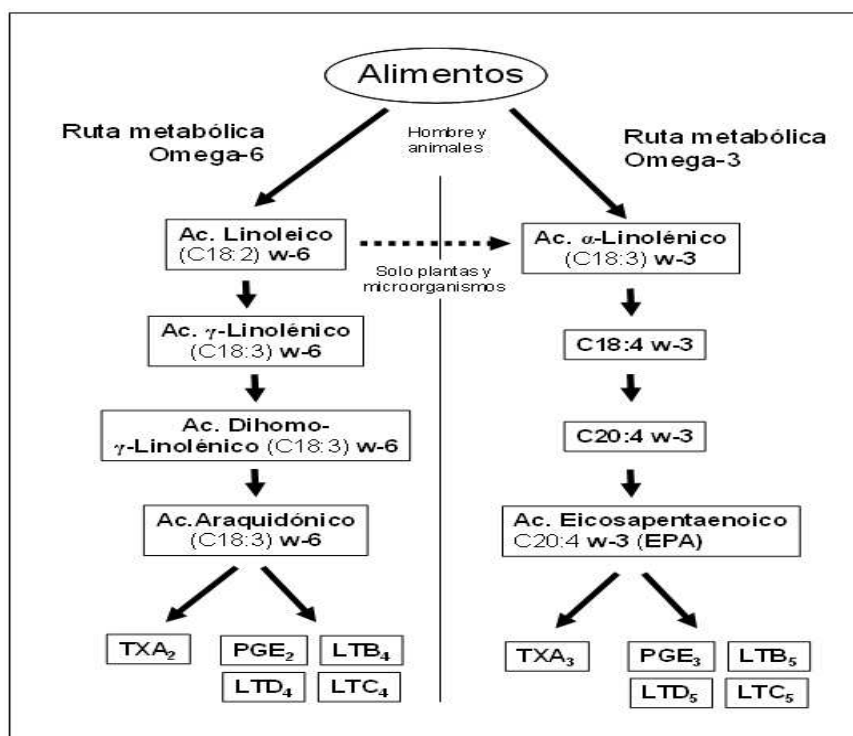 Alimentos
Ruta metabólica
Omega-6
Hombre y
animales
Ruta metabólica
Omega-3
Ac. Linoleico
(C18:2) w-6
Solo plantas y
microorganismos
Ac. α-Linolénico
(C18:3) w-3
Ac. γ-Linolénico
(C18:3) w-6
C18:4 w-3
Ac. Dihomo-
γ-Linolénico (C18:3) w-6
C20:4 w-3
Ac.Araquidónico
(C18:3) w-6
Ac. Eicosapentaenoico
C20:4 w-3 (EPA)
TXA₂
PGE₂
LTB₄
LTD₄
LTC₄
TXA₃
PGE₃
LTB₅
LTD₅
LTC₅